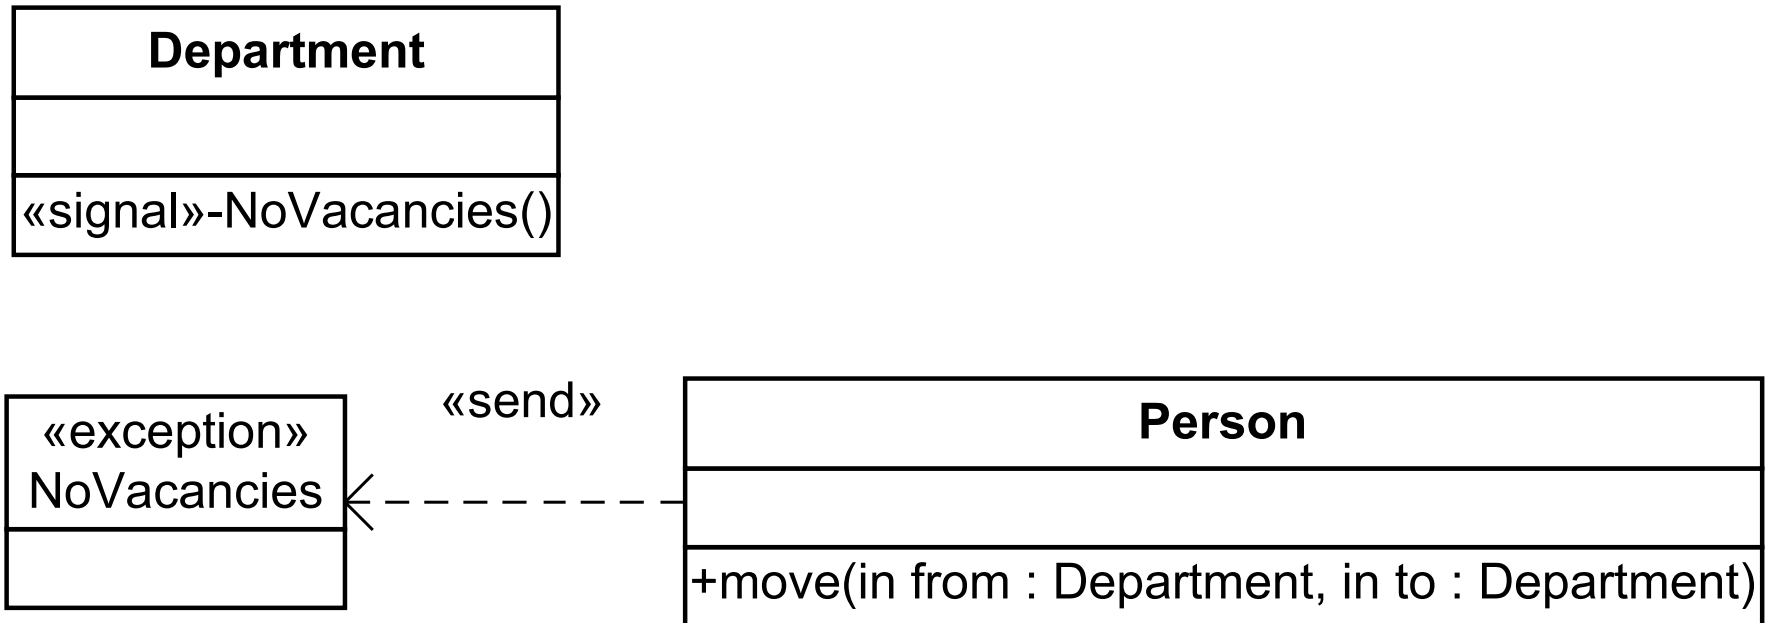 Department
«signal»-NoVacancies()
«send»
«exception»
NoVacancies
Person
+move(in from : Department, in to : Department)